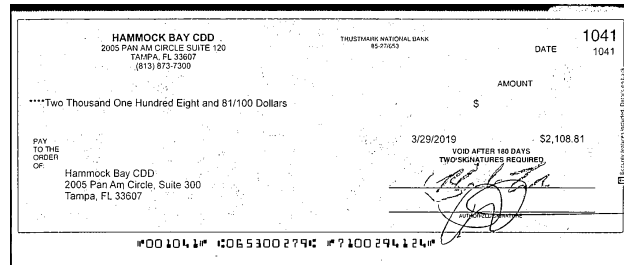 HAMMOCK BAY CDD
2005 PAN AM CIRCLE SUITE 120
TAMPA, FL 33607
(813) 873-7300
TRUSTMARK NATIONAL BANK
85-27/653
1041
DATE 1041
AMOUNT
****Two Thousand One Hundred Eight and 81/100 Dollars
$
3/29/2019 $2,108.81
PAY
TO THE
ORDER
OF:
VOID AFTER 180 DAYS
TWO SIGNATURES REQUIRED
Hammock Bay CDD
2005 Pan Am Circle, Suite 300
Tampa, FL 33607
AUTHORIZED SIGNATURE
⑈001041⑈ ⑆065300279⑆ ⑈7100294124⑈